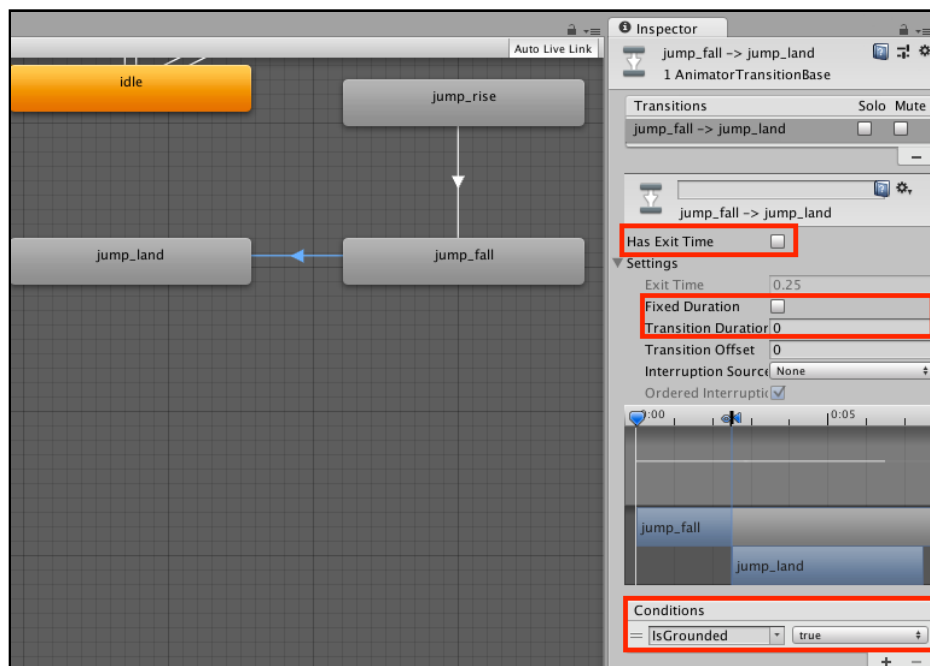 Auto Live Link
idle
jump_rise
jump_land
jump_fall
Inspector
jump_fall -> jump_land
1 AnimatorTransitionBase
Transitions Solo Mute
jump_fall -> jump_land
jump_fall -> jump_land
Has Exit Time
Settings
Exit Time 0.25
Fixed Duration
Transition Duration 0
Transition Offset 0
Interruption Source None
Ordered Interruptic
0:00 0:05
jump_fall
jump_land
Conditions
IsGrounded true